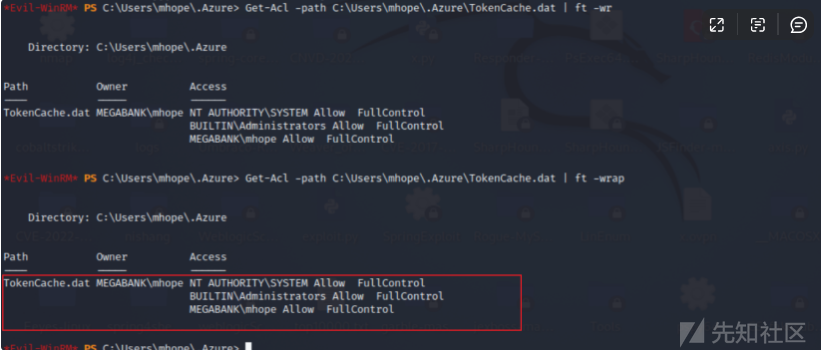 *Evil-WinRM* PS C:\Users\mhope\.Azure> Get-Acl -path C:\Users\mhope\.Azure\TokenCache.dat | ft -wr
Directory: C:\Users\mhope\.Azure
Path Owner Access
---- ----- ------
TokenCache.dat MEGABANK\mhope NT AUTHORITY\SYSTEM Allow FullControl
BUILTIN\Administrators Allow FullControl
MEGABANK\mhope Allow FullControl
*Evil-WinRM* PS C:\Users\mhope\.Azure> Get-Acl -path C:\Users\mhope\.Azure\TokenCache.dat | ft -wrap
Directory: C:\Users\mhope\.Azure
Path Owner Access
---- ----- ------
TokenCache.dat MEGABANK\mhope NT AUTHORITY\SYSTEM Allow FullControl
BUILTIN\Administrators Allow FullControl
MEGABANK\mhope Allow FullControl
*Evil-WinRM* PS C:\Users\mhope\.Azure>
先知社区